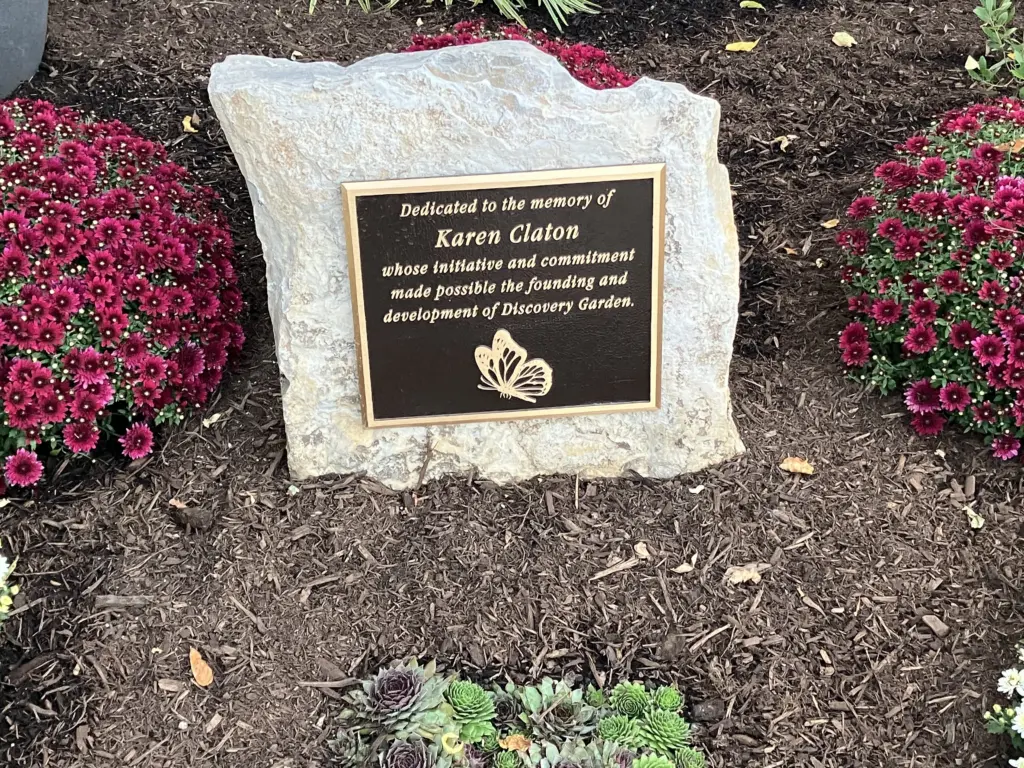 Dedicated to the memory of
Karen Claton
whose initiative and commitment
made possible the founding and
development of Discovery Garden.